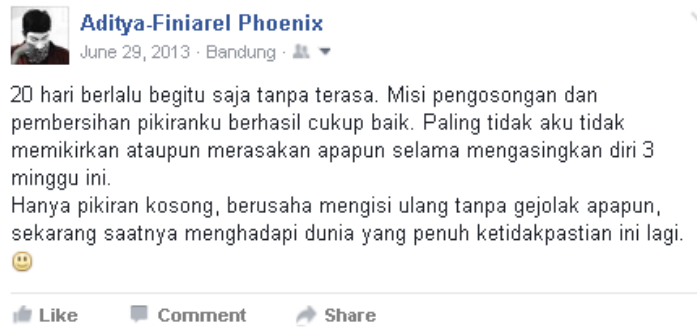 Aditya-Finiarel Phoenix
June 29, 2013 · Bandung ·
20 hari berlalu begitu saja tanpa terasa. Misi pengosongan dan
pembersihan pikiranku berhasil cukup baik. Paling tidak aku tidak
memikirkan ataupun merasakan apapun selama mengasingkan diri 3
minggu ini.
Hanya pikiran kosong, berusaha mengisi ulang tanpa gejolak apapun,
sekarang saatnya menghadapi dunia yang penuh ketidakpastian ini lagi.
Like Comment Share